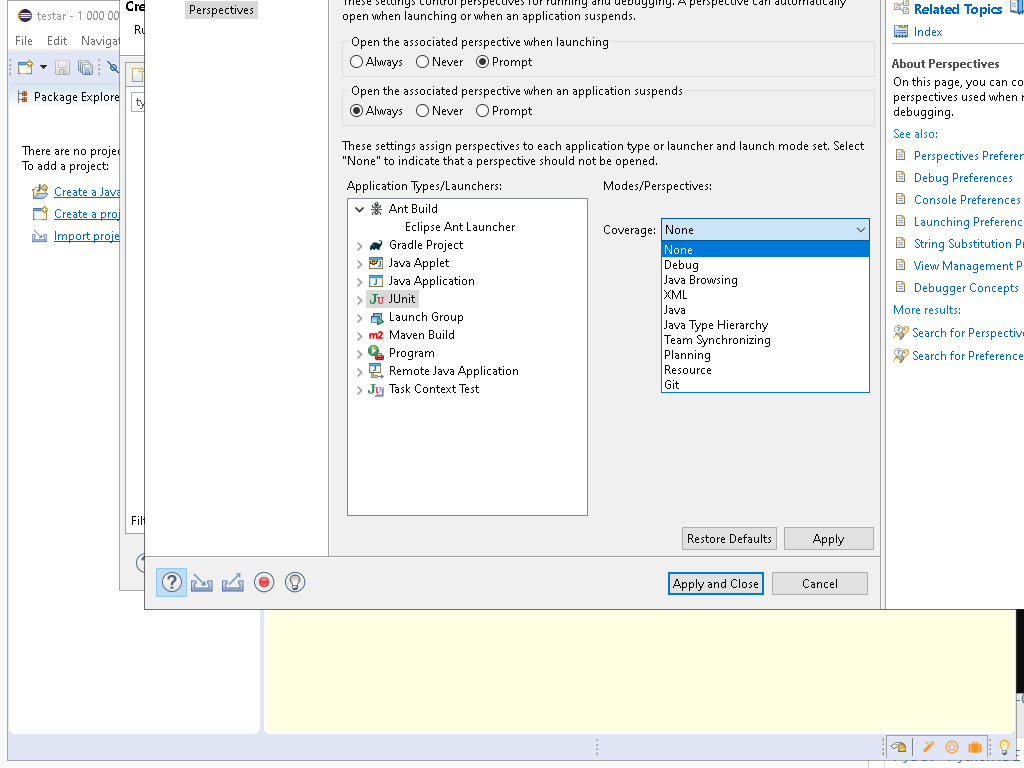 testar - 1 000 00
File Edit Navigat
Package Explore
There are no projec
To add a project:
Create a Java
Create a proj
Import proje
Cre
Ru
ty
Filt
Perspectives
These settings control perspectives for running and debugging. A perspective can automatically
open when launching or when an application suspends.
Open the associated perspective when launching
Always Never Prompt
Open the associated perspective when an application suspends
Always Never Prompt
These settings assign perspectives to each application type or launcher and launch mode set. Select
"None" to indicate that a perspective should not be opened.
Application Types/Launchers:
Ant Build
Eclipse Ant Launcher
Gradle Project
Java Applet
Java Application
JUnit
Launch Group
Maven Build
Program
Remote Java Application
Task Context Test
Modes/Perspectives:
Coverage: None
None
Debug
Java Browsing
XML
Java
Java Type Hierarchy
Team Synchronizing
Planning
Resource
Git
Restore Defaults Apply
Apply and Close Cancel
Related Topics
Index
About Perspectives
On this page, you can co
perspectives used when r
debugging.
See also:
Perspectives Preferen
Debug Preferences
Console Preferences
Launching Preferenc
String Substitution P
View Management P
Debugger Concepts
More results:
Search for Perspective
Search for Preference